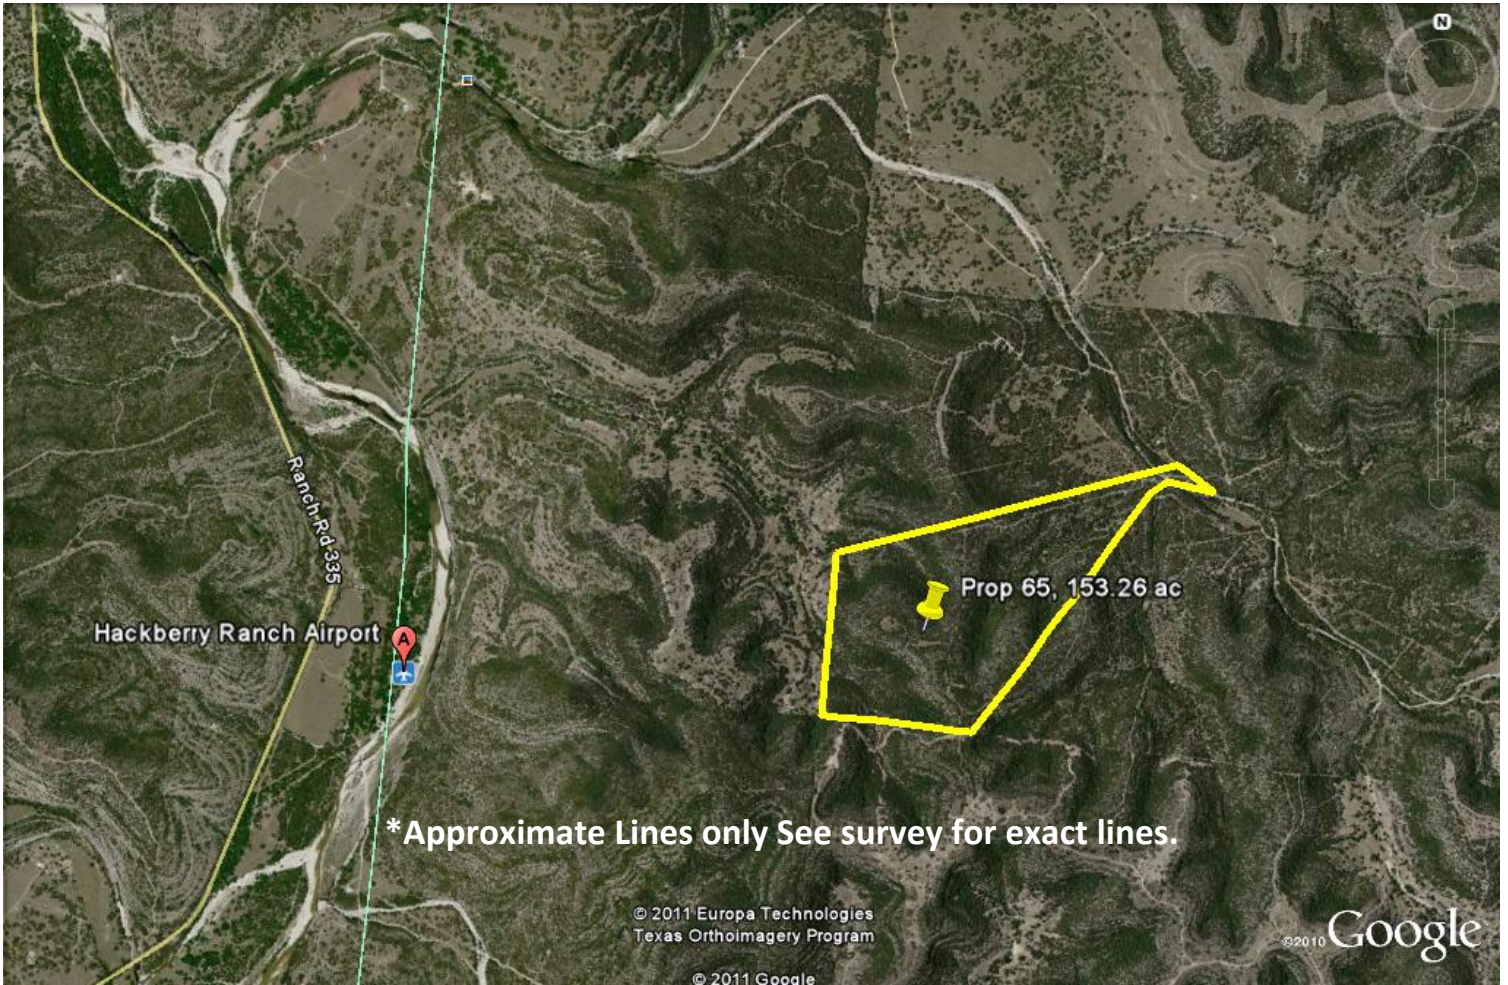 N
Ranch Rd 335
Prop 65, 153.26 ac
Hackberry Ranch Airport
A
*Approximate Lines only See survey for exact lines.
© 2011 Europa Technologies
Texas Orthoimagery Program
© 2011 Google
©2010 Google